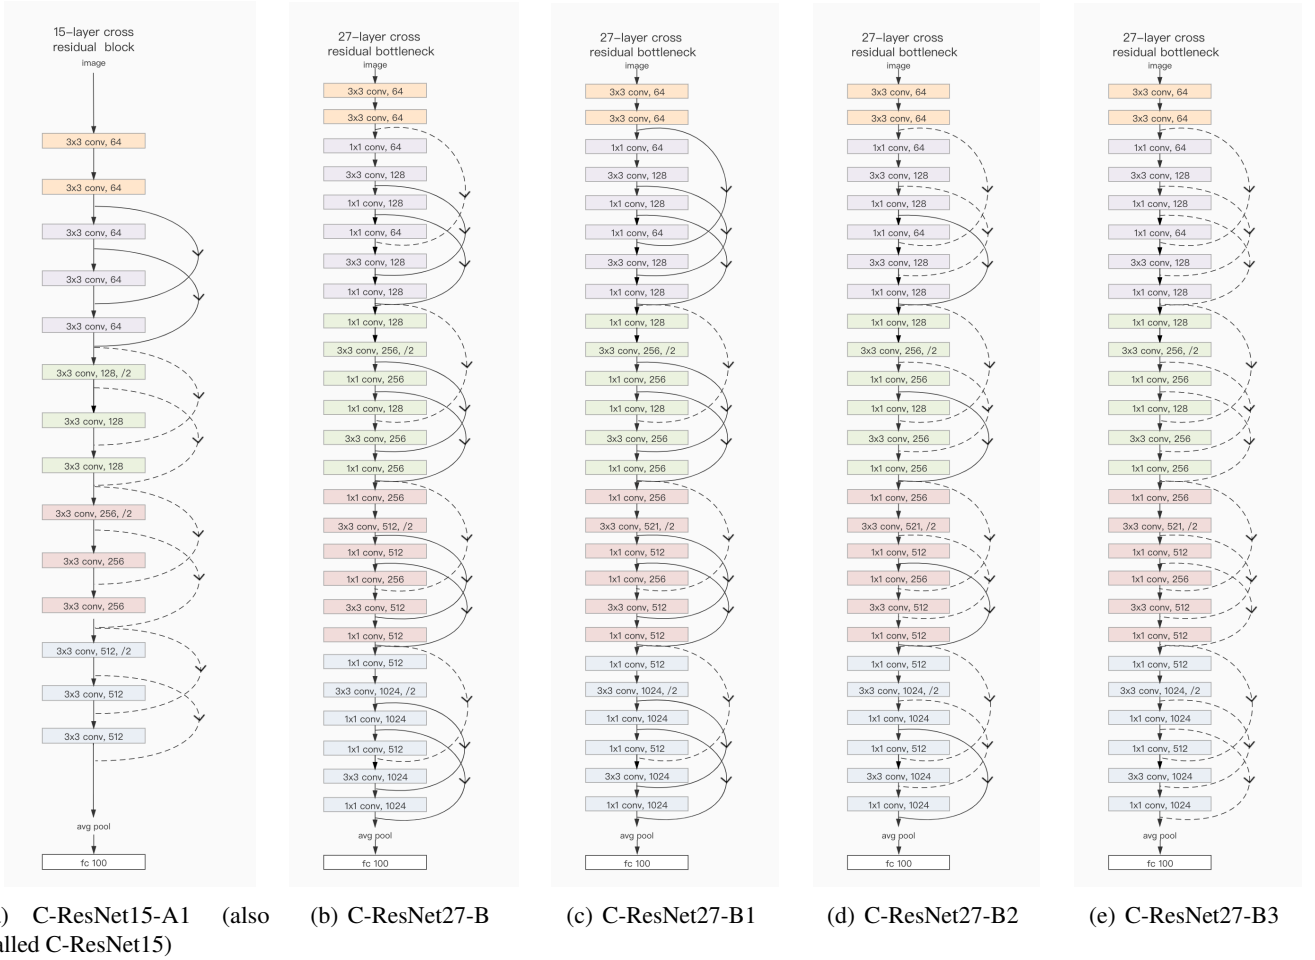 15–layer cross
residual block
image
3x3 conv, 64
3x3 conv, 64
3x3 conv, 64
3x3 conv, 64
3x3 conv, 64
3x3 conv, 128, /2
3x3 conv, 128
3x3 conv, 128
3x3 conv, 256, /2
3x3 conv, 256
3x3 conv, 256
3x3 conv, 512, /2
3x3 conv, 512
3x3 conv, 512
avg pool
fc 100
) C-ResNet15-A1 (also
alled C-ResNet15)
27–layer cross
residual bottleneck
image
3x3 conv, 64
3x3 conv, 64
1x1 conv, 64
3x3 conv, 128
1x1 conv, 128
1x1 conv, 64
3x3 conv, 128
1x1 conv, 128
1x1 conv, 128
3x3 conv, 256, /2
1x1 conv, 256
1x1 conv, 128
3x3 conv, 256
1x1 conv, 256
1x1 conv, 256
3x3 conv, 512, /2
1x1 conv, 512
1x1 conv, 256
3x3 conv, 512
1x1 conv, 512
1x1 conv, 512
3x3 conv, 1024, /2
1x1 conv, 1024
1x1 conv, 512
3x3 conv, 1024
1x1 conv, 1024
avg pool
fc 100
(b) C-ResNet27-B
27–layer cross
residual bottleneck
image
3x3 conv, 64
3x3 conv, 64
1x1 conv, 64
3x3 conv, 128
1x1 conv, 128
1x1 conv, 64
3x3 conv, 128
1x1 conv, 128
1x1 conv, 128
3x3 conv, 256, /2
1x1 conv, 256
1x1 conv, 128
3x3 conv, 256
1x1 conv, 256
1x1 conv, 256
3x3 conv, 521, /2
1x1 conv, 512
1x1 conv, 256
3x3 conv, 512
1x1 conv, 512
1x1 conv, 512
3x3 conv, 1024, /2
1x1 conv, 1024
1x1 conv, 512
3x3 conv, 1024
1x1 conv, 1024
avg pool
fc 100
(c) C-ResNet27-B1
27–layer cross
residual bottleneck
image
3x3 conv, 64
3x3 conv, 64
1x1 conv, 64
3x3 conv, 128
1x1 conv, 128
1x1 conv, 64
3x3 conv, 128
1x1 conv, 128
1x1 conv, 128
3x3 conv, 256, /2
1x1 conv, 256
1x1 conv, 128
3x3 conv, 256
1x1 conv, 256
1x1 conv, 256
3x3 conv, 521, /2
1x1 conv, 512
1x1 conv, 256
3x3 conv, 512
1x1 conv, 512
1x1 conv, 512
3x3 conv, 1024, /2
1x1 conv, 1024
1x1 conv, 512
3x3 conv, 1024
1x1 conv, 1024
avg pool
fc 100
(d) C-ResNet27-B2
27–layer cross
residual bottleneck
image
3x3 conv, 64
3x3 conv, 64
1x1 conv, 64
3x3 conv, 128
1x1 conv, 128
1x1 conv, 64
3x3 conv, 128
1x1 conv, 128
1x1 conv, 128
3x3 conv, 256, /2
1x1 conv, 256
1x1 conv, 128
3x3 conv, 256
1x1 conv, 256
1x1 conv, 256
3x3 conv, 521, /2
1x1 conv, 512
1x1 conv, 256
3x3 conv, 512
1x1 conv, 512
1x1 conv, 512
3x3 conv, 1024, /2
1x1 conv, 1024
1x1 conv, 512
3x3 conv, 1024
1x1 conv, 1024
avg pool
fc 100
(e) C-ResNet27-B3